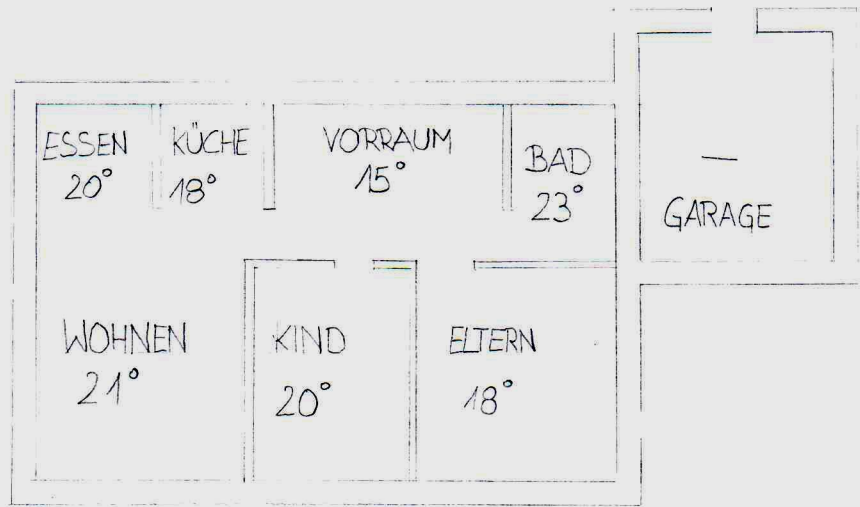 ESSEN
20°
KÜCHE
18°
VORRAUM
15°
BAD
23°
—
GARAGE
WOHNEN
21°
KIND
20°
ELTERN
18°